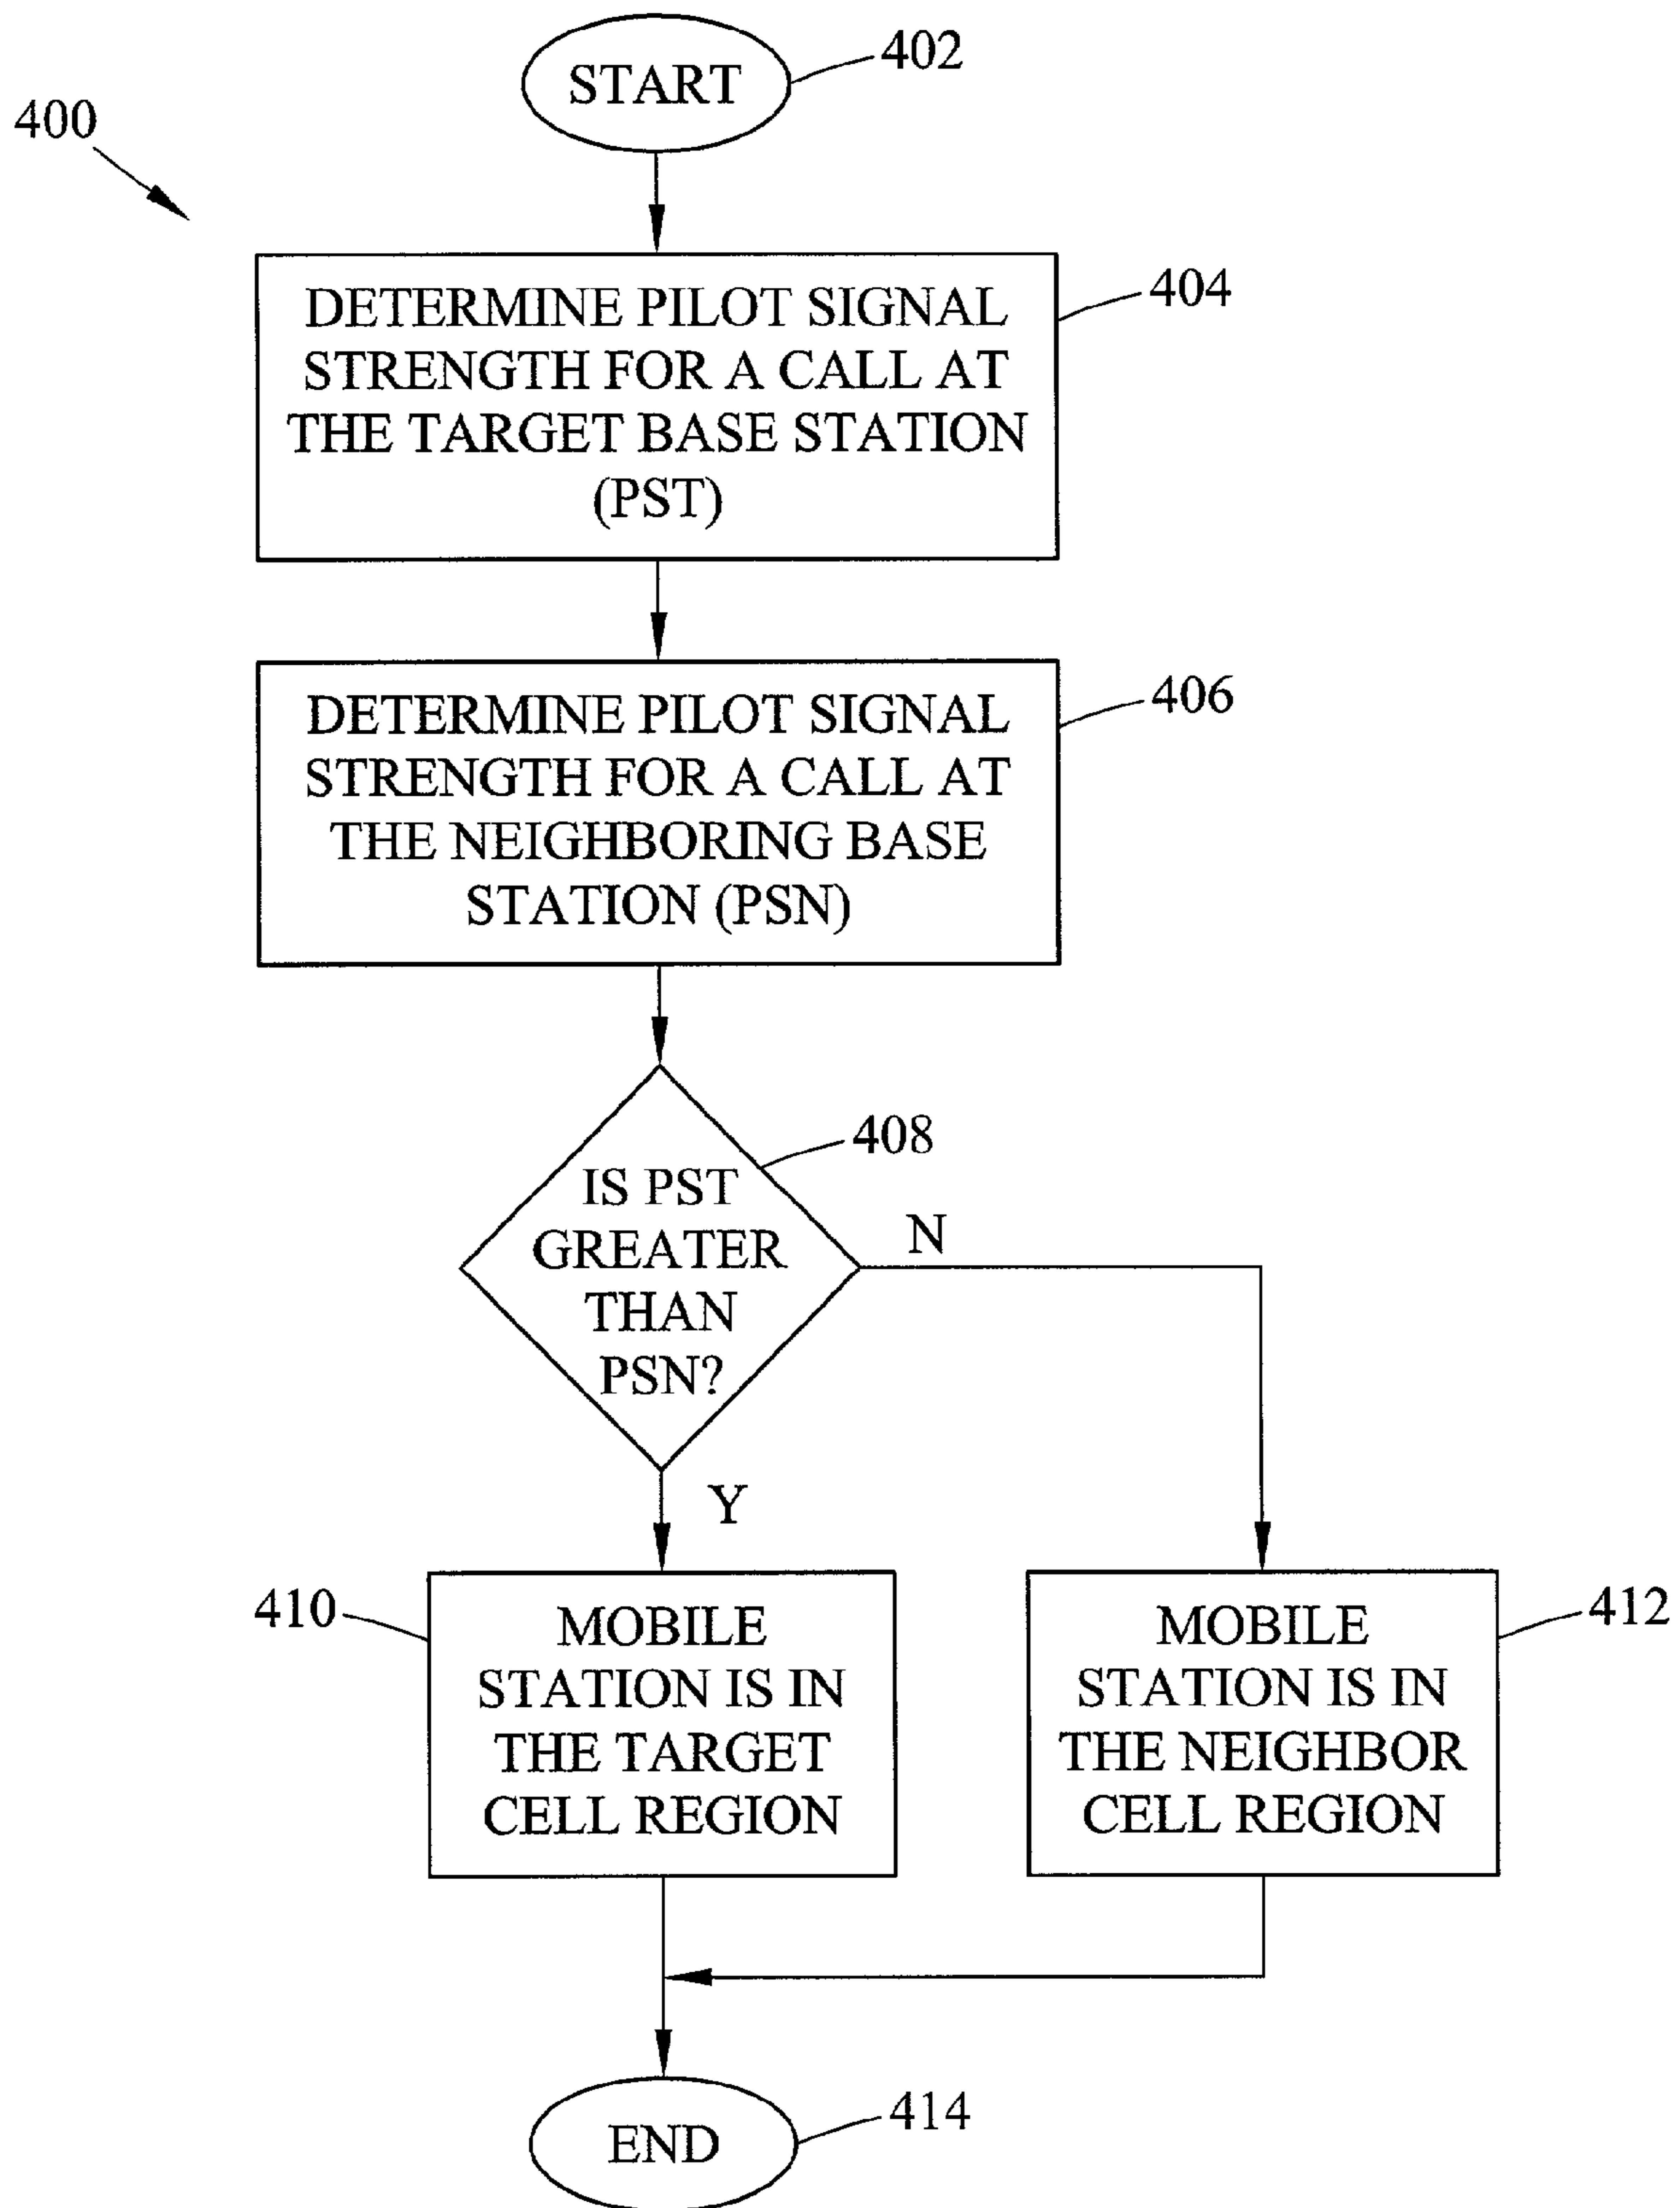 START
402
400
DETERMINE PILOT SIGNAL
STRENGTH FOR A CALL AT
THE TARGET BASE STATION
(PST)
404
DETERMINE PILOT SIGNAL
STRENGTH FOR A CALL AT
THE NEIGHBORING BASE
STATION (PSN)
406
408
IS PST
GREATER
THAN
PSN?
N
Y
410
MOBILE
STATION IS IN
THE TARGET
CELL REGION
MOBILE
STATION IS IN
THE NEIGHBOR
CELL REGION
412
END
414